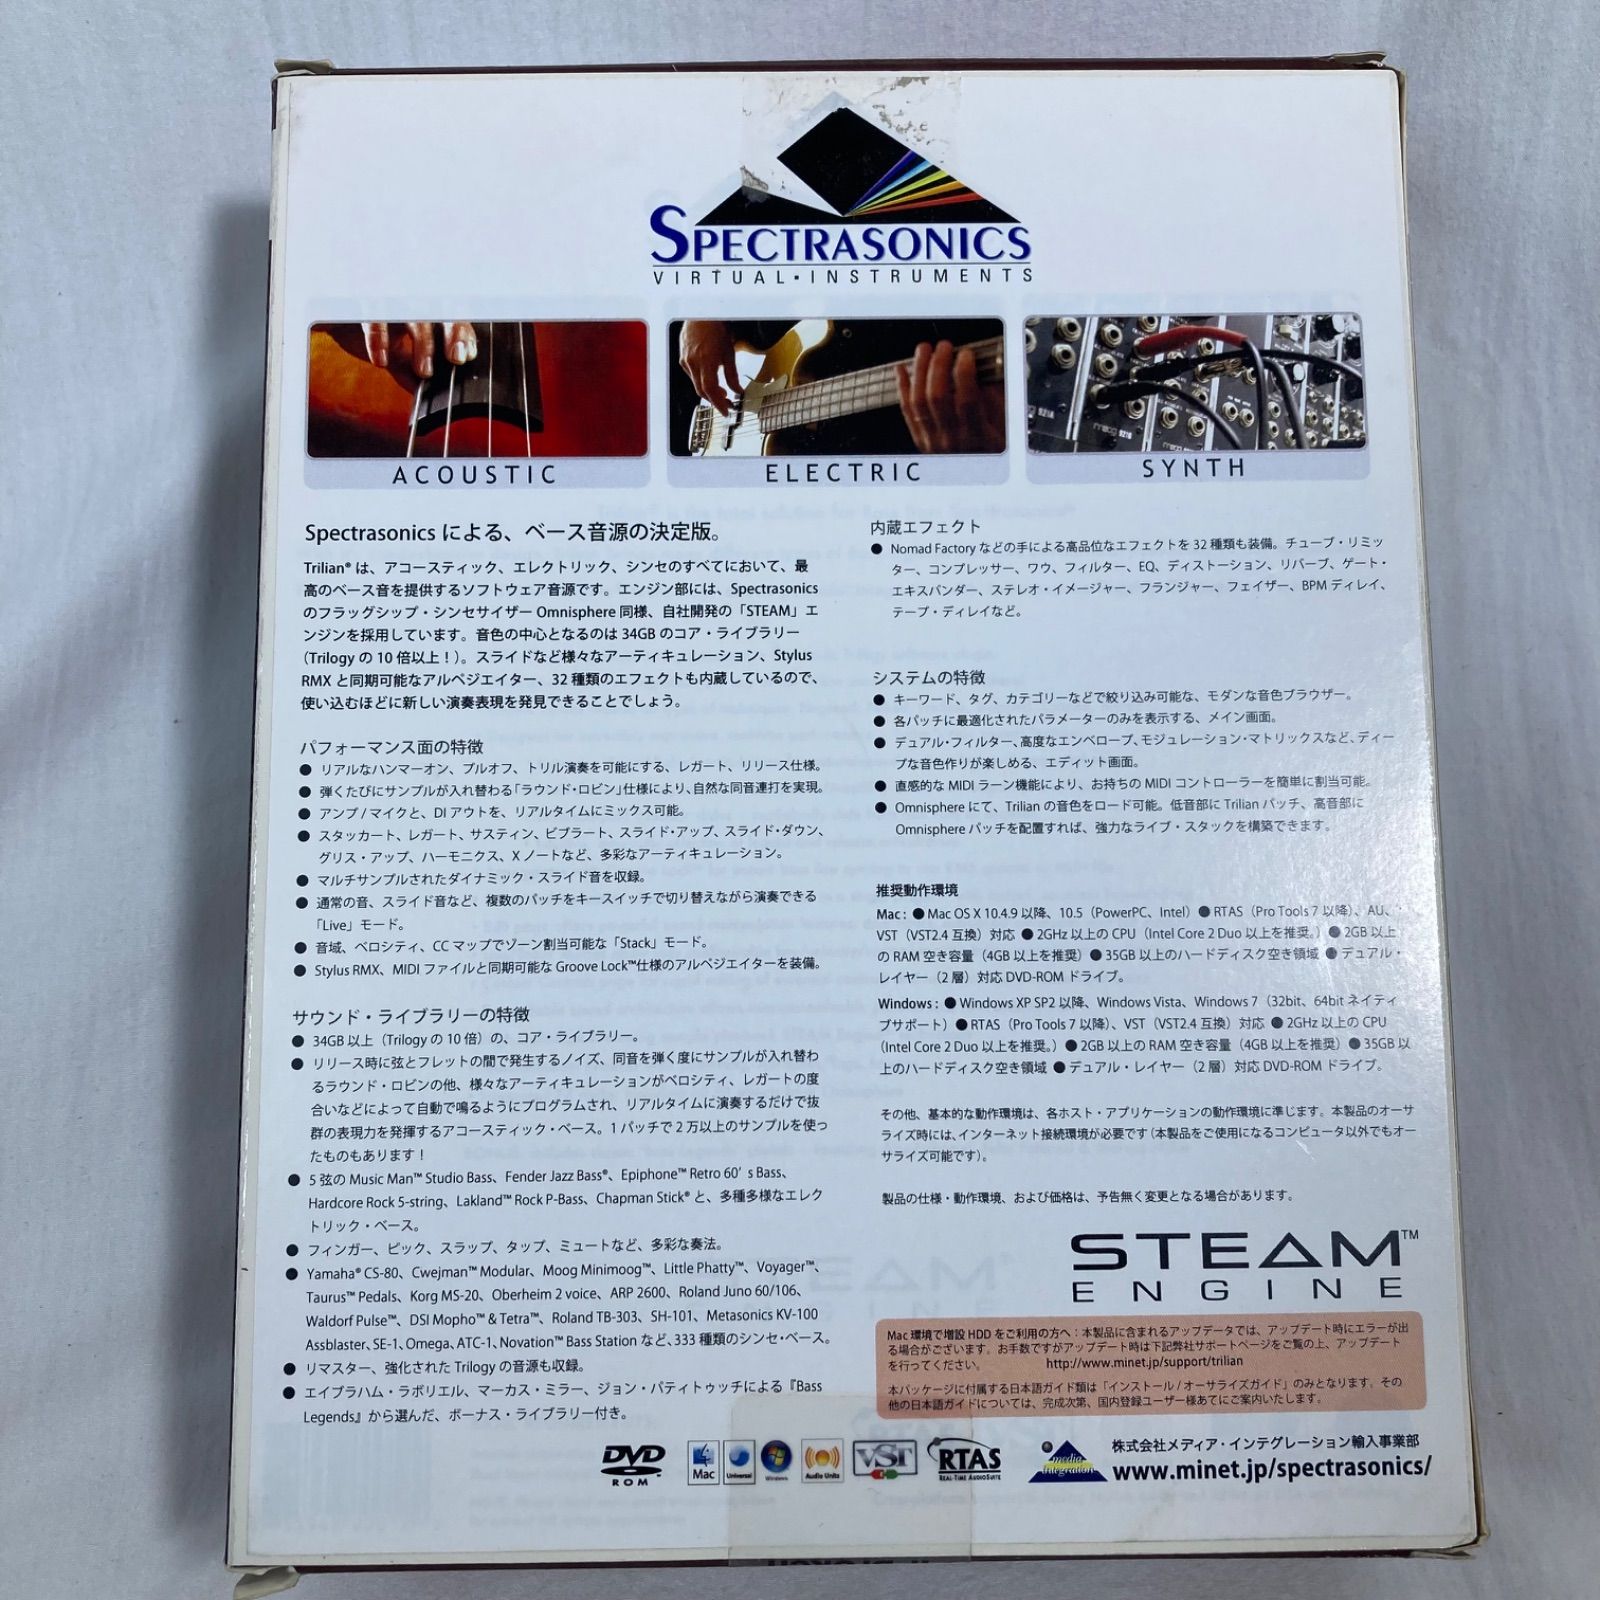 SPECTRASONICS
VIRTUAL・INSTRUMENTS
ACOUSTIC
ELECTRIC
SYNTH
Spectrasonics による、ベース音源の決定版。
Trilian® は、アコースティック、エレクトリック、シンセのすべてにおいて、最
高のベース音を提供するソフトウェア音源です。エンジン部には、Spectrasonics
のフラッグシップ・シンセサイザー Omnisphere 同様、自社開発の「STEAM」エ
ンジンを採用しています。音色の中心となるのは 34GB のコア・ライブラリー
（Trilogy の 10 倍以上！）。スライドなど様々なアーティキュレーション、Stylus
RMX と同期可能なアルペジエイター、32 種類のエフェクトも内蔵しているので、
使い込むほどに新しい演奏表現を発見できることでしょう。
パフォーマンス面の特徴
● リアルなハンマーオン、プルオフ、トリル演奏を可能にする、レガート、リリース仕様。
● 弾くたびにサンプルが入れ替わる「ラウンド・ロビン」仕様により、自然な同音連打を実現。
● アンプ / マイクと、DI アウトを、リアルタイムにミックス可能。
● スタッカート、レガート、サスティン、ビブラート、スライド・アップ、スライド・ダウン、
グリス・アップ、ハーモニクス、X ノートなど、多彩なアーティキュレーション。
● マルチサンプルされたダイナミック・スライド音を収録。
● 通常の音、スライド音など、複数のパッチをキースイッチで切り替えながら演奏できる
「Live」モード。
● 音域、ベロシティ、CC マップでゾーン割当可能な「Stack」モード。
● Stylus RMX、MIDI ファイルと同期可能な Groove Lock™仕様のアルペジエイターを装備。
サウンド・ライブラリーの特徴
● 34GB 以上（Trilogy の 10 倍）の、コア・ライブラリー。
● リリース時に弦とフレットの間で発生するノイズ、同音を弾く度にサンプルが入れ替わ
るラウンド・ロビンの他、様々なアーティキュレーションがベロシティ、レガートの度
合いなどによって自動で鳴るようにプログラムされ、リアルタイムに演奏するだけで抜
群の表現力を発揮するアコースティック・ベース。1 パッチで 2 万以上のサンプルを使っ
たものもあります！
● 5 弦の Music Man™ Studio Bass、Fender Jazz Bass®、Epiphone™ Retro 60's Bass、
Hardcore Rock 5-string、Lakland™ Rock P-Bass、Chapman Stick® と、多種多様なエレク
トリック・ベース。
● フィンガー、ピック、スラップ、タップ、ミュートなど、多彩な奏法。
● Yamaha® CS-80、Cwejman™ Modular、Moog Minimoog™、Little Phatty™、Voyager™、
Taurus™ Pedals、Korg MS-20、Oberheim 2 voice、ARP 2600、Roland Juno 60/106、
Waldorf Pulse™、DSI Mopho™ & Tetra™、Roland TB-303、SH-101、Metasonics KV-100
Assblaster、SE-1、Omega、ATC-1、Novation™ Bass Station など、333 種類のシンセ・ベース。
● リマスター、強化された Trilogy の音源も収録。
● エイブラハム・ラボリエル、マーカス・ミラー、ジョン・パティトゥッチによる『Bass
Legends』から選んだ、ボーナス・ライブラリー付き。
内蔵エフェクト
● Nomad Factory などの手による高品位なエフェクトを 32 種類も装備。チューブ・リミッ
ター、コンプレッサー、ワウ、フィルター、EQ、ディストーション、リバーブ、ゲート・
エキスパンダー、ステレオ・イメージャー、フランジャー、フェイザー、BPM ディレイ、
テープ・ディレイなど。
システムの特徴
● キーワード、タグ、カテゴリーなどで絞り込み可能な、モダンな音色ブラウザー。
● 各パッチに最適化されたパラメーターのみを表示する、メイン画面。
● デュアル・フィルター、高度なエンベロープ、モジュレーション・マトリックスなど、ディー
プな音色作りが楽しめる、エディット画面。
● 直感的な MIDI ラーン機能により、お持ちの MIDI コントローラーを簡単に割当可能。
● Omnisphere にて、Trilian の音色をロード可能。低音部に Trilian パッチ、高音部に
Omnisphere パッチを配置すれば、強力なライブ・スタックを構築できます。
推奨動作環境
Mac : ● Mac OS X 10.4.9 以降、10.5（PowerPC、Intel）● RTAS（Pro Tools 7 以降）、AU、
VST（VST2.4 互換）対応 ● 2GHz 以上の CPU（Intel Core 2 Duo 以上を推奨。）● 2GB 以上
の RAM 空き容量（4GB 以上を推奨）● 35GB 以上のハードディスク空き領域 ● デュアル・
レイヤー（2 層）対応 DVD-ROM ドライブ。
Windows : ● Windows XP SP2 以降、Windows Vista、Windows 7（32bit、64bit ネイティ
ブサポート）● RTAS（Pro Tools 7 以降）、VST（VST2.4 互換）対応 ● 2GHz 以上の CPU
（Intel Core 2 Duo 以上を推奨。）● 2GB 以上の RAM 空き容量（4GB 以上を推奨）● 35GB 以
上のハードディスク空き領域 ● デュアル・レイヤー（2 層）対応 DVD-ROM ドライブ。
その他、基本的な動作環境は、各ホスト・アプリケーションの動作環境に準じます。本製品のオーサ
ライズ時には、インターネット接続環境が必要です（本製品をご使用になるコンピュータ以外でもオー
サライズ可能です）。
製品の仕様・動作環境、および価格は、予告無く変更となる場合があります。
STEAM™
ENGINE
Mac 環境で増設 HDD をご利用の方へ：本製品に含まれるアップデータでは、アップデート時にエラーが出
る場合がございます。お手数ですがアップデート時は下記弊社サポートページをご覧の上、アップデート
を行ってください。 http://www.minet.jp/support/trilian
本パッケージに付属する日本語ガイド類は「インストール / オーサライズガイド」のみとなります。その
他の日本語ガイドについては、完成次第、国内登録ユーザー様あてにご案内いたします。
DVD ROM
Mac
Universal
Windows
Audio Units
VST
RTAS
REAL-TIME AUDIOSUITE
media integration
株式会社メディア・インテグレーション輸入事業部
www.minet.jp/spectrasonics/